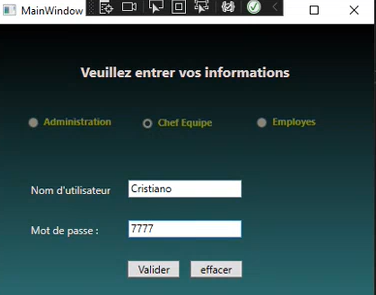 MainWindow
Veuillez entrer vos informations
Administration Chef Equipe Employes
Nom d'utilisateur Cristiano
Mot de passe : 7777
Valider effacer